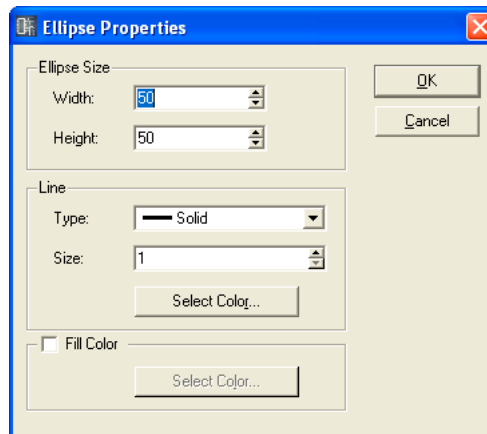 Ellipse Properties
Ellipse Size
Width: 50
Height: 50
OK
Cancel
Line
Type: Solid
Size: 1
Select Color...
Fill Color
Select Color...